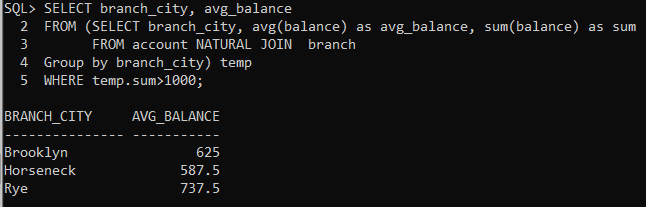 SQL> SELECT branch_city, avg_balance
  2  FROM (SELECT branch_city, avg(balance) as avg_balance, sum(balance) as sum
  3        FROM account NATURAL JOIN  branch
  4  Group by branch_city) temp
  5  WHERE temp.sum>1000;

BRANCH_CITY     AVG_BALANCE
--------------- -----------
Brooklyn                625
Horseneck             587.5
Rye                   737.5